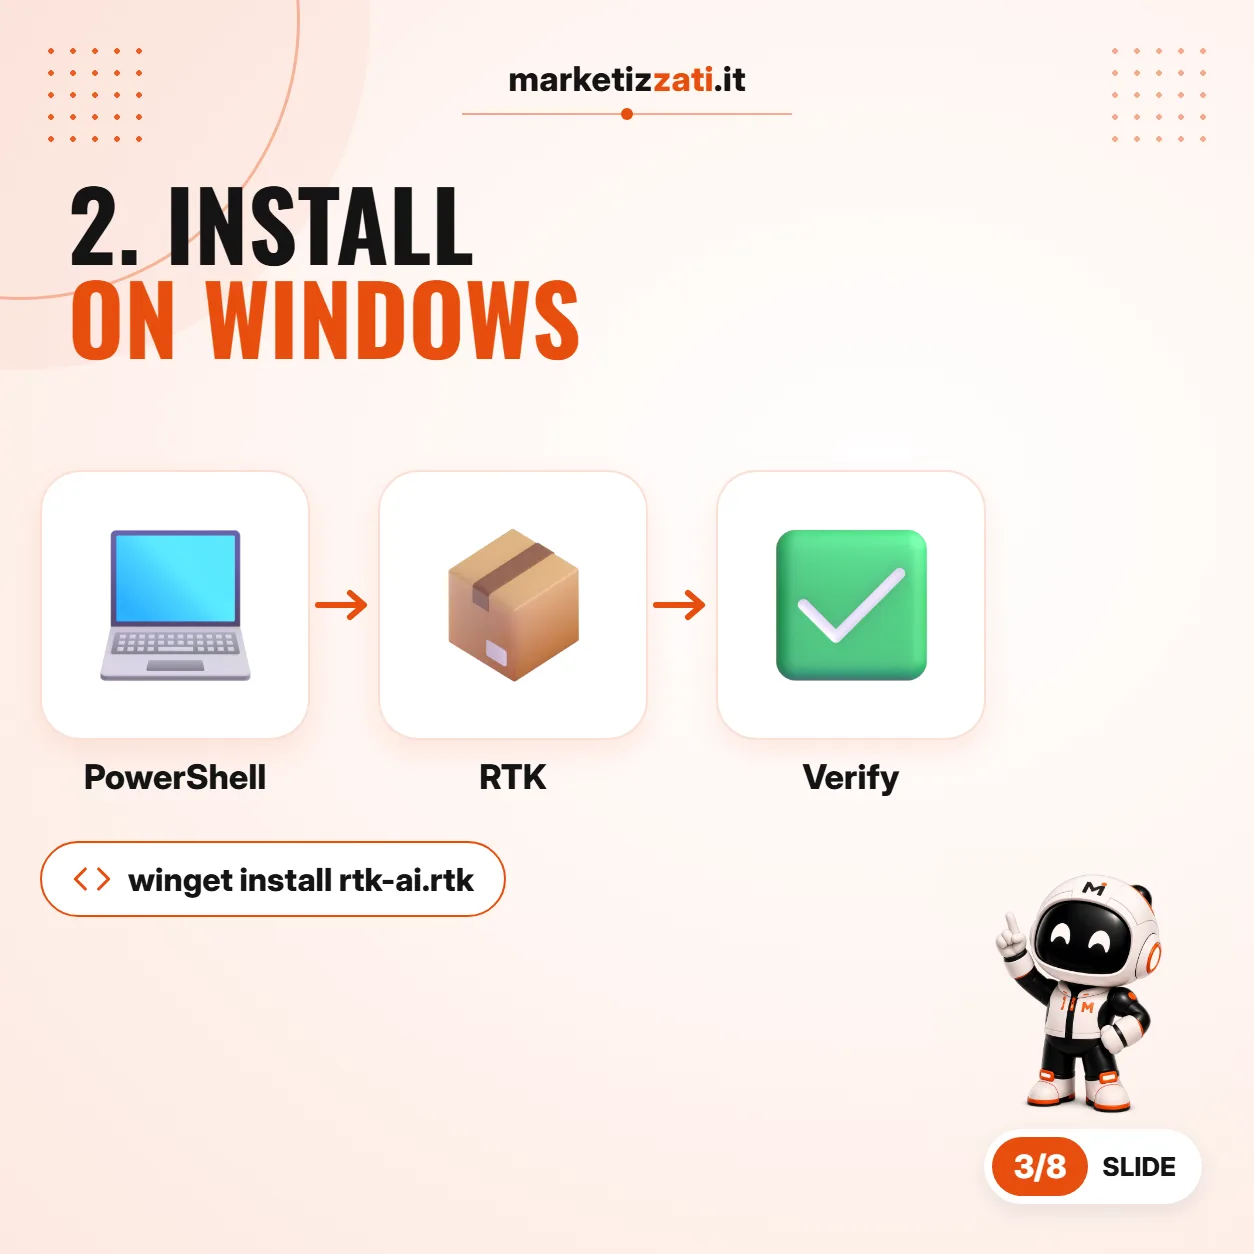 marketizzati.it
2. INSTALL
ON WINDOWS
PowerShell
RTK
Verify
<> winget install rtk-ai.rtk
M
M
3/8 SLIDE